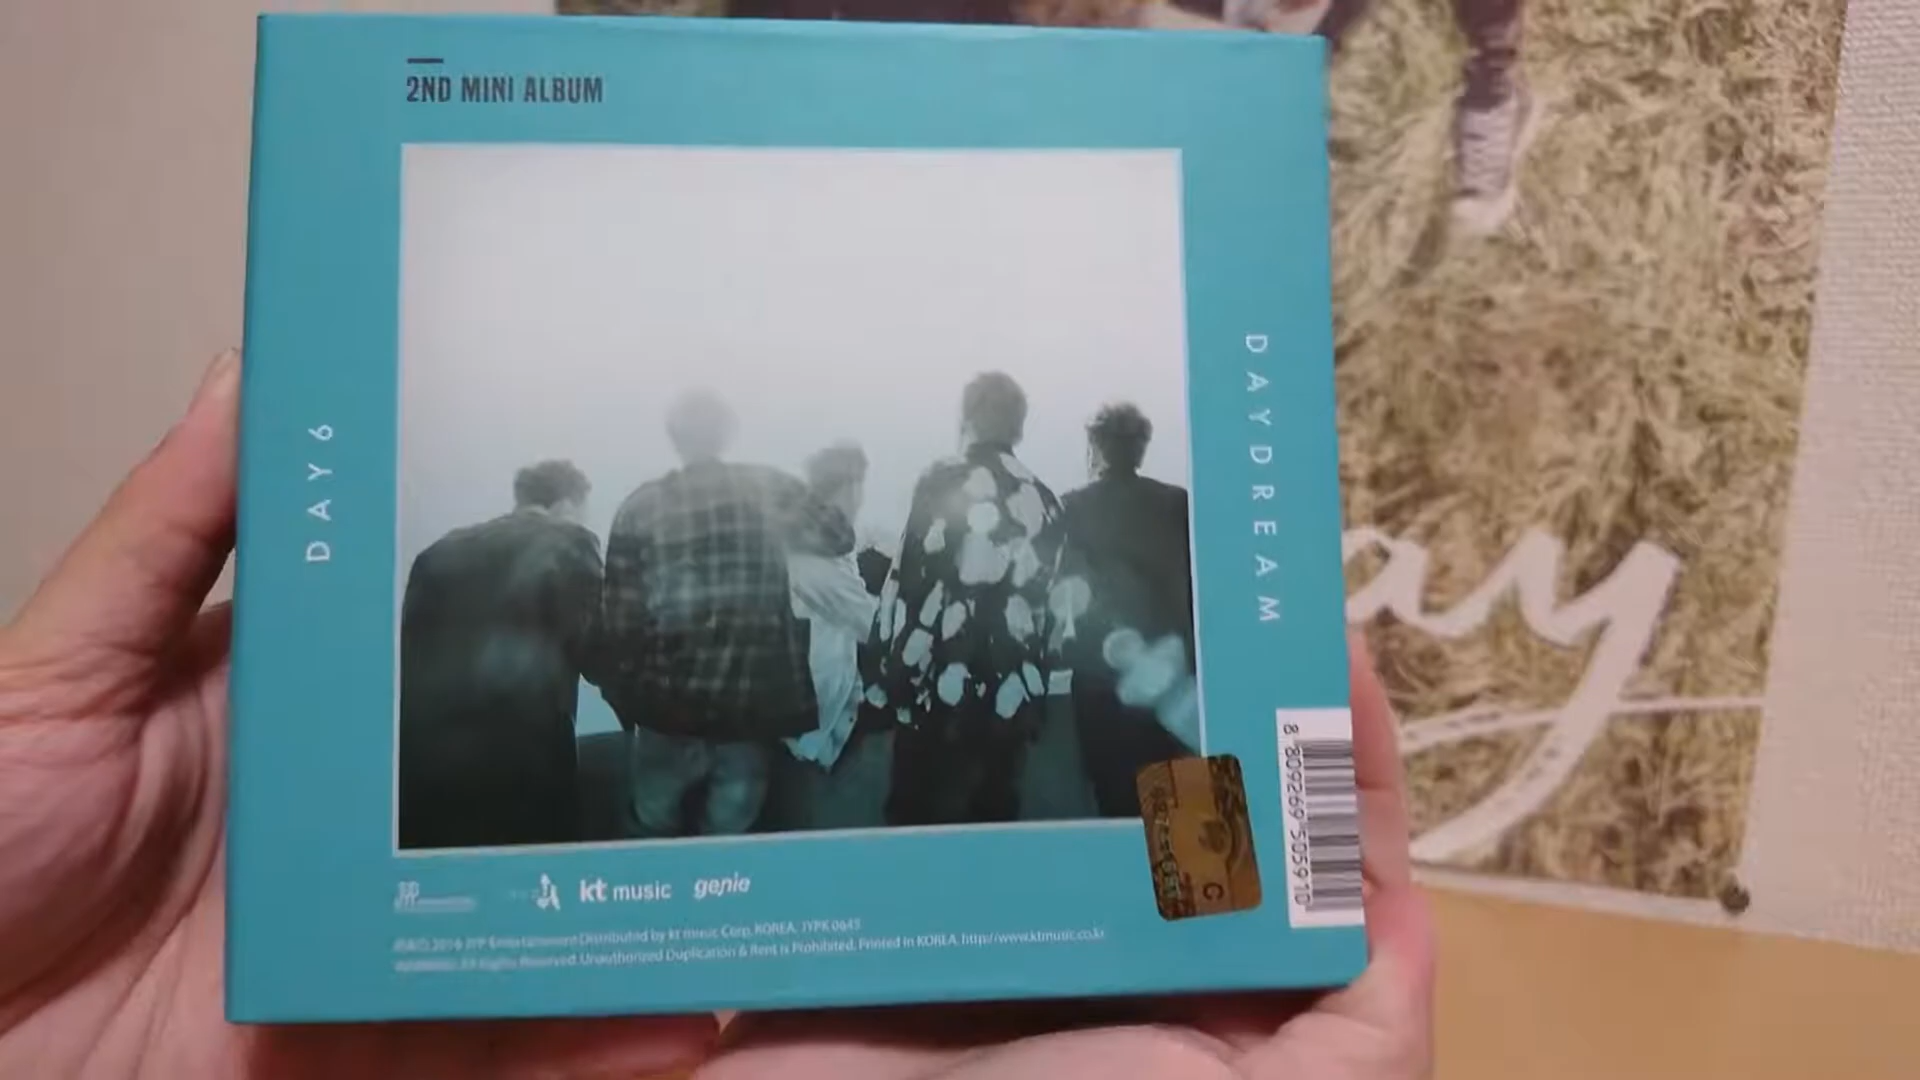 2ND MINI ALBUM
DAY6
DAYDREAM
ay
8 809269 505910
kt music
genie
2016 JYP Entertainment Distributed by kt music Corp. KOREA. JYPK 0645
All Rights Reserved. Unauthorized Duplication & Rent is Prohibited. Printed in KOREA. http://www.ktmusic.co.kr
C